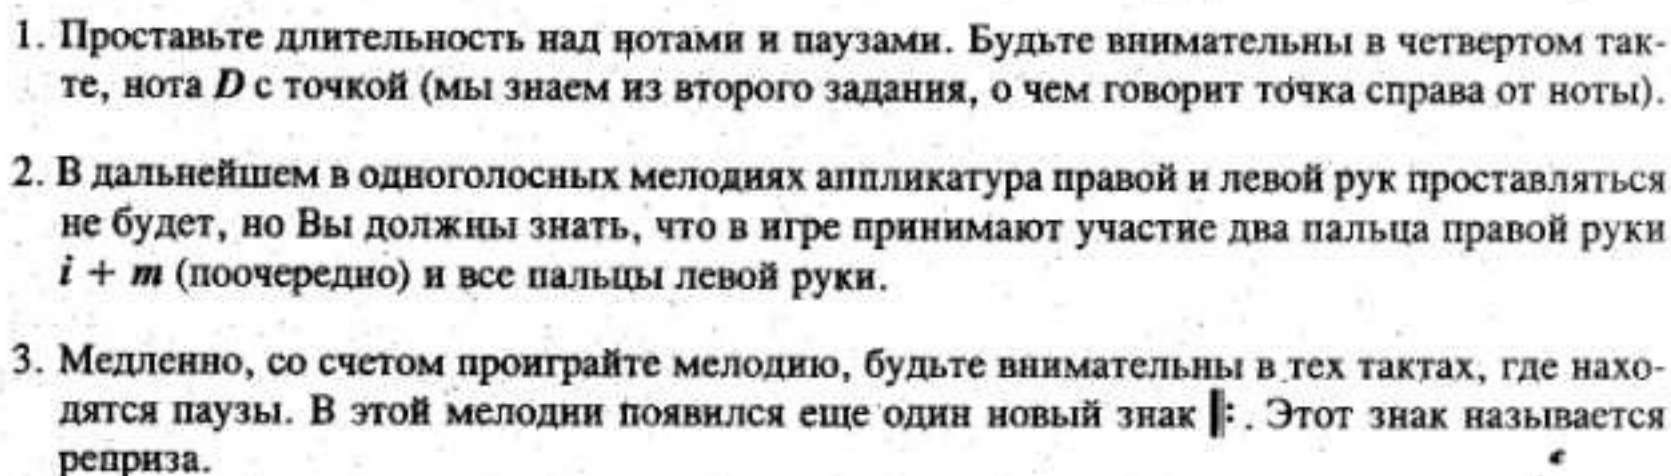 1. Проставьте длительность над нотами и паузами. Будьте внимательны в четвертом так-
те, нота D с точкой (мы знаем из второго задания, о чем говорит точка справа от ноты).
2. В дальнейшем в одноголосных мелодиях аппликатура правой и левой рук проставляться
не будет, но Вы должны знать, что в игре принимают участие два пальца правой руки
i + m (поочередно) и все пальцы левой руки.
3. Медленно, со счетом проиграйте мелодию, будьте внимательны в тех тактах, где нахо-
дятся паузы. В этой мелодии появился еще один новый знак 𝄆. Этот знак называется
реприза.